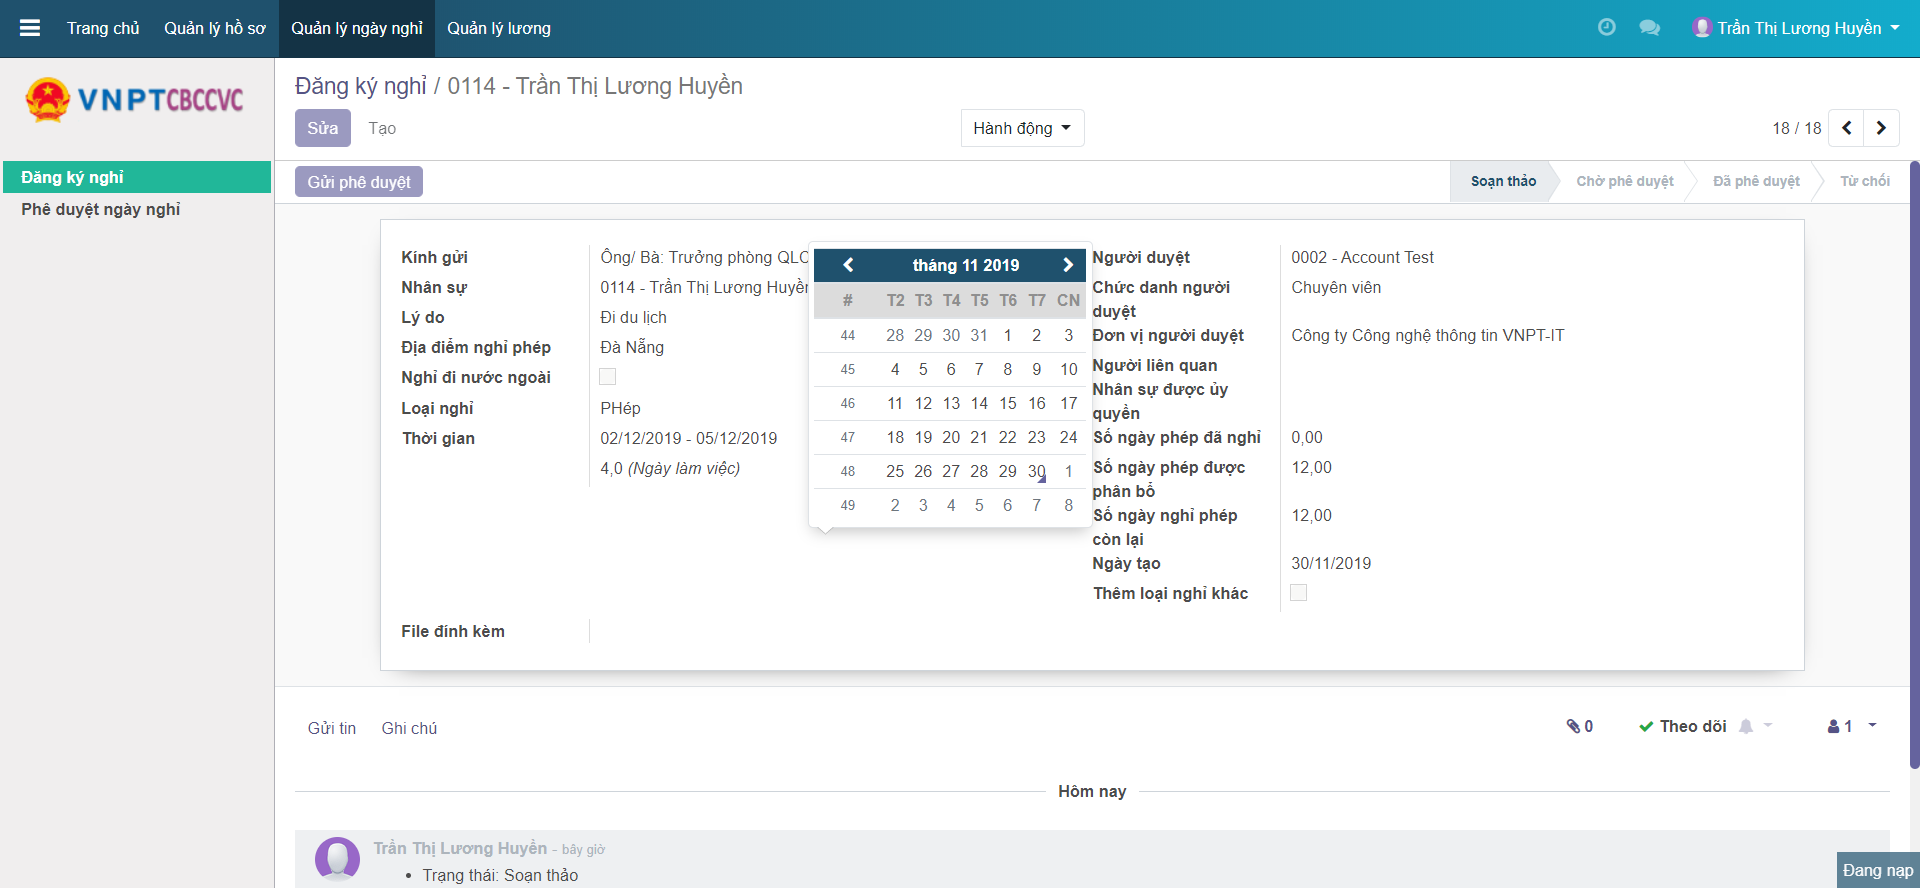 Trang chủ Quản lý hồ sơ Quản lý ngày nghỉ Quản lý lương Trần Thị Lương Huyền
VNPTCBCCVC
Đăng ký nghỉ
Phê duyệt ngày nghỉ
Đăng ký nghỉ / 0114 - Trần Thị Lương Huyền
Sửa Tạo Hành động 18 / 18
Gửi phê duyệt Soạn thảo Chờ phê duyệt Đã phê duyệt Từ chối
Kính gửi Ông/ Bà: Trưởng phòng QLC
Nhân sự 0114 - Trần Thị Lương Huyền
Lý do Đi du lịch
Địa điểm nghỉ phép Đà Nẵng
Nghỉ đi nước ngoài
Loại nghỉ PHép
Thời gian 02/12/2019 - 05/12/2019
4,0 (Ngày làm việc)
File đính kèm
tháng 11 2019
# T2 T3 T4 T5 T6 T7 CN
44 28 29 30 31 1 2 3
45 4 5 6 7 8 9 10
46 11 12 13 14 15 16 17
47 18 19 20 21 22 23 24
48 25 26 27 28 29 30 1
49 2 3 4 5 6 7 8
Người duyệt 0002 - Account Test
Chức danh người Chuyên viên
duyệt
Đơn vị người duyệt Công ty Công nghệ thông tin VNPT-IT
Người liên quan
Nhân sự được ủy
quyền
Số ngày phép đã nghỉ 0,00
Số ngày phép được 12,00
phân bổ
Số ngày nghỉ phép 12,00
còn lại
Ngày tạo 30/11/2019
Thêm loại nghỉ khác
Gửi tin Ghi chú 0 Theo dõi 1
Hôm nay
Trần Thị Lương Huyền - bây giờ
• Trạng thái: Soạn thảo
Đang nạp